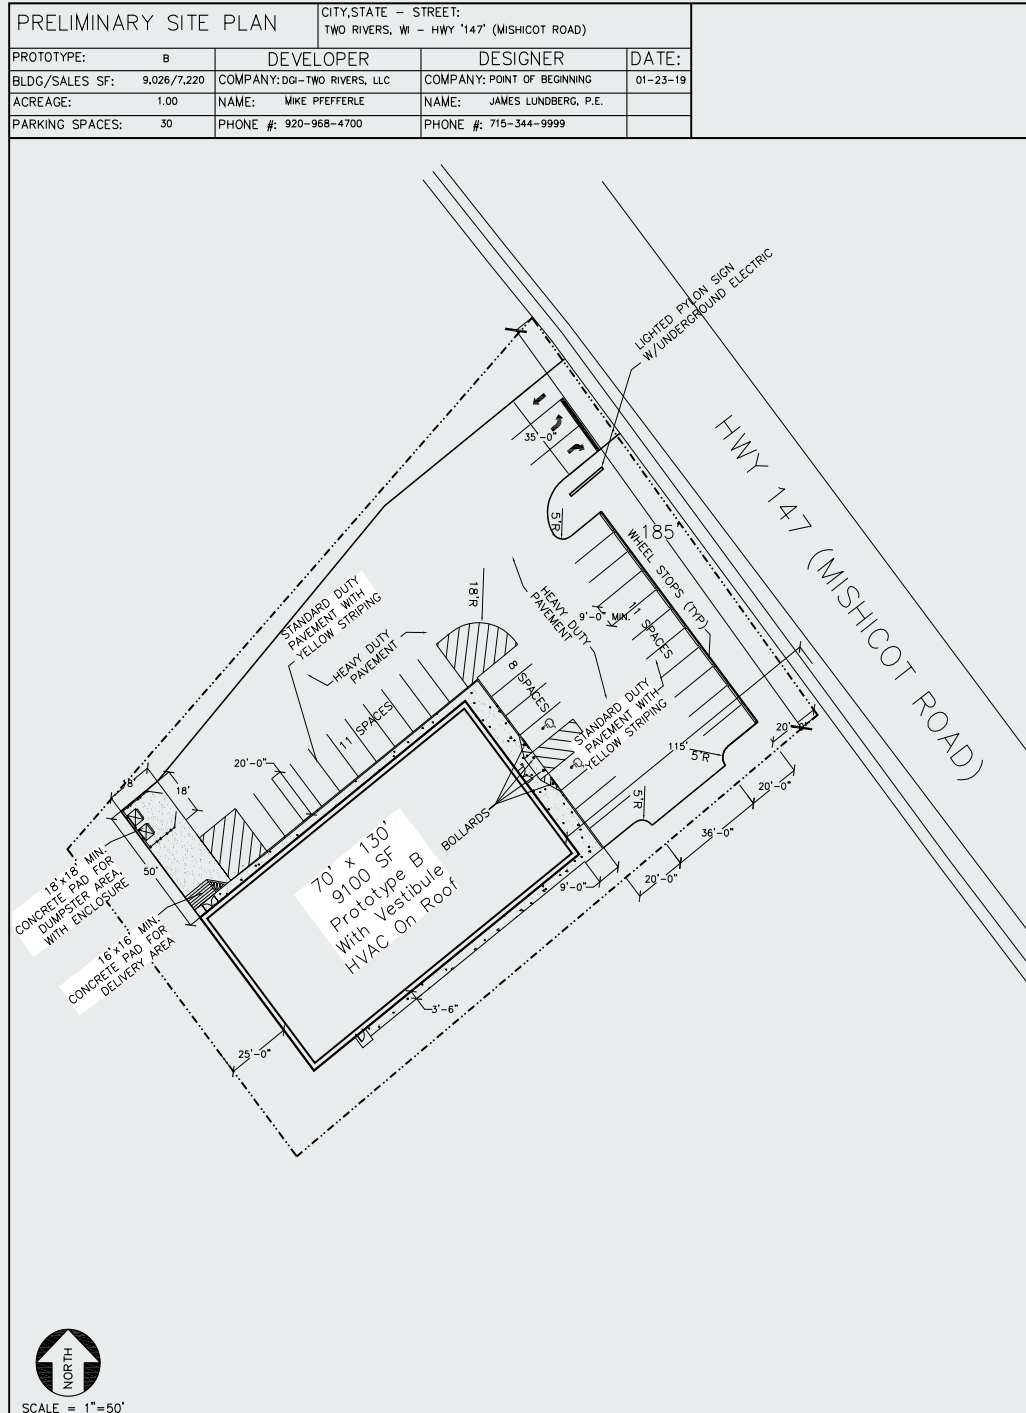 PRELIMINARY SITE PLAN
CITY,STATE - STREET:
TWO RIVERS, WI - HWY '147' (MISHICOT ROAD)
PROTOTYPE: B
DEVELOPER
DESIGNER
DATE:
BLDG/SALES SF: 9,026/7,220
COMPANY: DGI-TWO RIVERS, LLC
COMPANY: POINT OF BEGINNING
01-23-19
ACREAGE: 1.00
NAME: MIKE PFEFFERLE
NAME: JAMES LUNDBERG, P.E.
PARKING SPACES: 30
PHONE #: 920-968-4700
PHONE #: 715-344-9999
LIGHTED PYLON SIGN
W/UNDERGROUND ELECTRIC
HWY 147 (MISHICOT ROAD)
35'-0"
5'R
185'
WHEEL STOPS (TYP)
11 SPACES
9'-0" MIN.
18'R
HEAVY DUTY
PAVEMENT
STANDARD DUTY
PAVEMENT WITH
YELLOW STRIPING
HEAVY DUTY
PAVEMENT
8 SPACES
STANDARD DUTY
PAVEMENT WITH
YELLOW STRIPING
11 SPACES
20'-0"
115'
5'R
20'-0"
20'-0"
5'R
36'-0"
20'-0"
9'-0"
18'
18'
50'
BOLLARDS
70' x 130'
9100 SF
Prototype B
With Vestibule
HVAC On Roof
18'x18' MIN.
CONCRETE PAD FOR
DUMPSTER AREA,
WITH ENCLOSURE
16'x16' MIN.
CONCRETE PAD FOR
DELIVERY AREA
3'-6"
25'-0"
NORTH
SCALE = 1"=50'